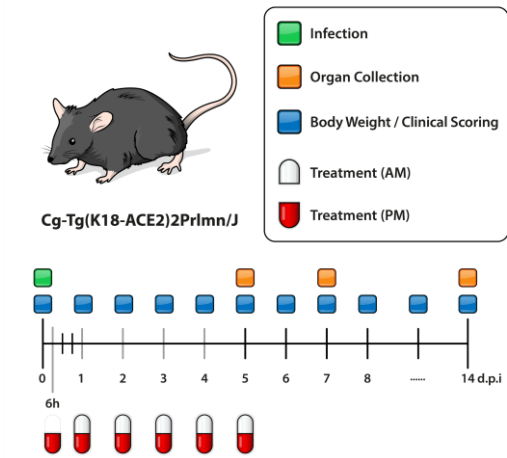 Infection
Organ Collection
Body Weight / Clinical Scoring
Treatment (AM)
Treatment (PM)
Cg-Tg(K18-ACE2)2Prlmn/J
0 1 2 3 4 5 6 7 8 ...... 14 d.p.i
6h